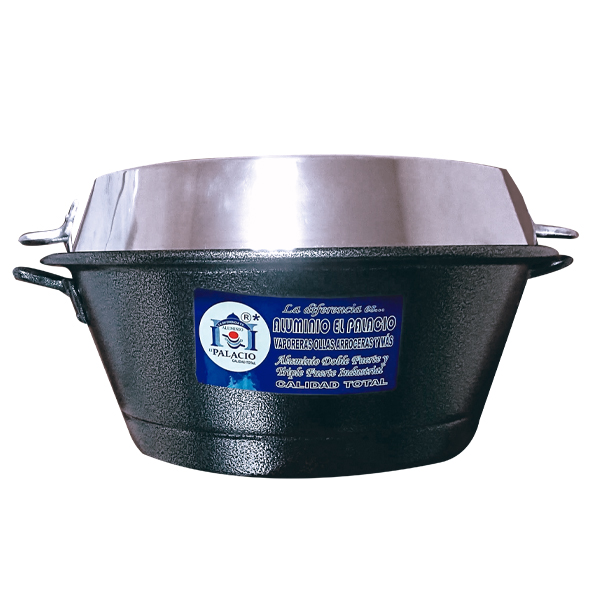 La diferencia es...
ALUMINIO EL PALACIO
VAPORERAS OLLAS ARROCERAS Y MÁS
Aluminio Doble Fuerte y
Triple Fuerte Industrial
CALIDAD TOTAL
®*
ALUMINIO
El PALACIO
CALIDAD TOTAL